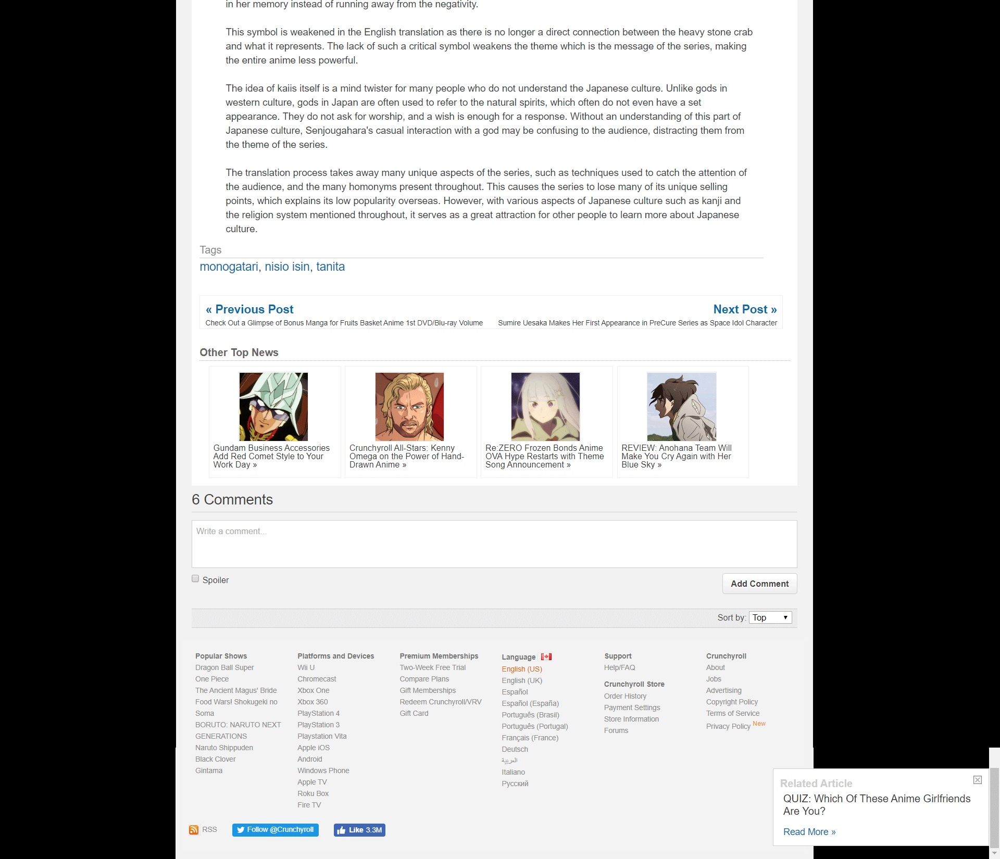 in her memory instead of running away from the negativity.
This symbol is weakened in the English translation as there is no longer a direct connection between the heavy stone crab
and what it represents. The lack of such a critical symbol weakens the theme which is the message of the series, making
the entire anime less powerful.
The idea of kaiis itself is a mind twister for many people who do not understand the Japanese culture. Unlike gods in
western culture, gods in Japan are often used to refer to the natural spirits, which often do not even have a set
appearance. They do not ask for worship, and a wish is enough for a response. Without an understanding of this part of
Japanese culture, Senjougahara's casual interaction with a god may be confusing to the audience, distracting them from
the theme of the series.
The translation process takes away many unique aspects of the series, such as techniques used to catch the attention of
the audience, and the many homonyms present throughout. This causes the series to lose many of its unique selling
points, which explains its low popularity overseas. However, with various aspects of Japanese culture such as kanji and
the religion system mentioned throughout, it serves as a great attraction for other people to learn more about Japanese
culture.
Tags
monogatari, nisio isin, tanita
« Previous Post
Check Out a Glimpse of Bonus Manga for Fruits Basket Anime 1st DVD/Blu-ray Volume
Next Post »
Sumire Uesaka Makes Her First Appearance in PreCure Series as Space Idol Character
Other Top News
Gundam Business Accessories
Add Red Comet Style to Your
Work Day »
Crunchyroll All-Stars: Kenny
Omega on the Power of Hand-
Drawn Anime »
Re:ZERO Frozen Bonds Anime
OVA Hype Restarts with Theme
Song Announcement »
REVIEW: Anohana Team Will
Make You Cry Again with Her
Blue Sky »
6 Comments
Write a comment...
Spoiler
Add Comment
Sort by: Top
Popular Shows
Dragon Ball Super
One Piece
The Ancient Magus' Bride
Food Wars! Shokugeki no
Soma
BORUTO: NARUTO NEXT
GENERATIONS
Naruto Shippuden
Black Clover
Gintama
Platforms and Devices
Wii U
Chromecast
Xbox One
Xbox 360
PlayStation 4
PlayStation 3
Playstation Vita
Apple iOS
Android
Windows Phone
Apple TV
Roku Box
Fire TV
Premium Memberships
Two-Week Free Trial
Compare Plans
Gift Memberships
Redeem Crunchyroll/VRV
Gift Card
Language
English (US)
English (UK)
Español
Español (España)
Português (Brasil)
Português (Portugal)
Français (France)
Deutsch
العربية
Italiano
Русский
Support
Help/FAQ
Crunchyroll Store
Order History
Payment Settings
Store Information
Forums
Crunchyroll
About
Jobs
Advertising
Copyright Policy
Terms of Service
Privacy Policy New
Related Article
QUIZ: Which Of These Anime Girlfriends
Are You?
Read More »
RSS
Follow @Crunchyroll
Like 3.3M